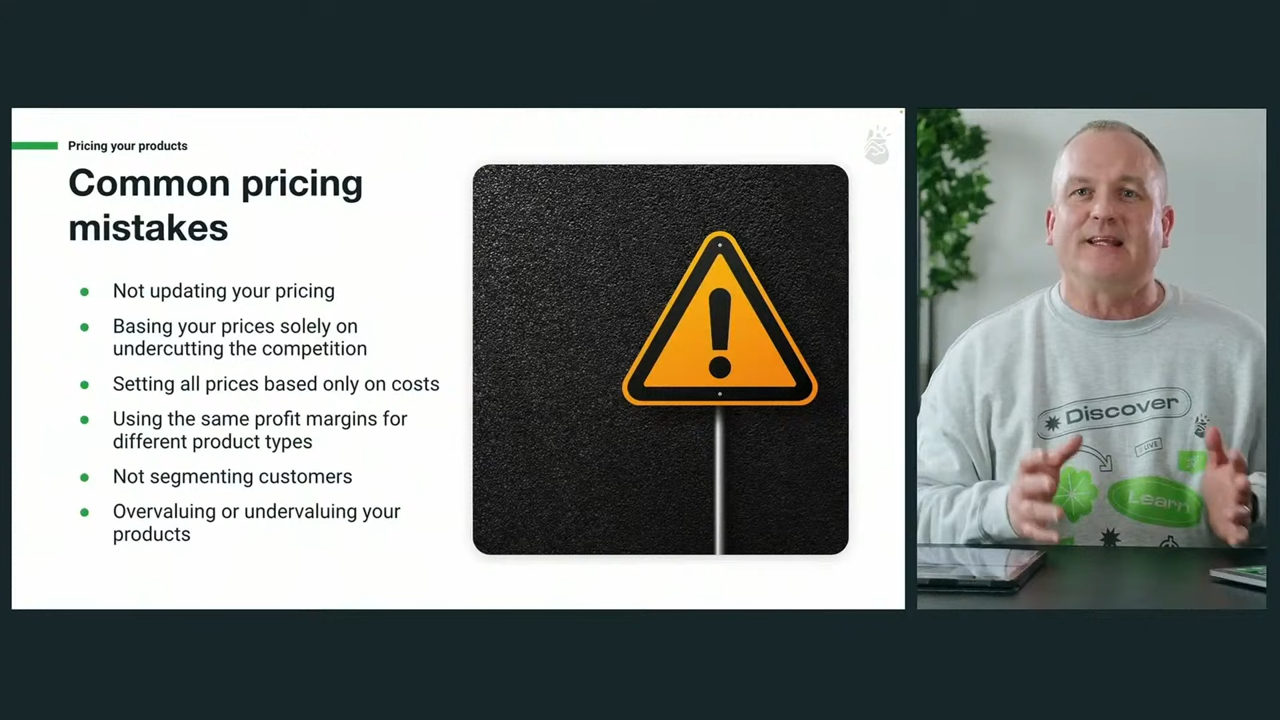 Pricing your products
Common pricing
mistakes
Not updating your pricing
Basing your prices solely on
undercutting the competition
Setting all prices based only on costs
Using the same profit margins for
different product types
Not segmenting customers
Overvaluing or undervaluing your
products
Discover
LIVE
Learn